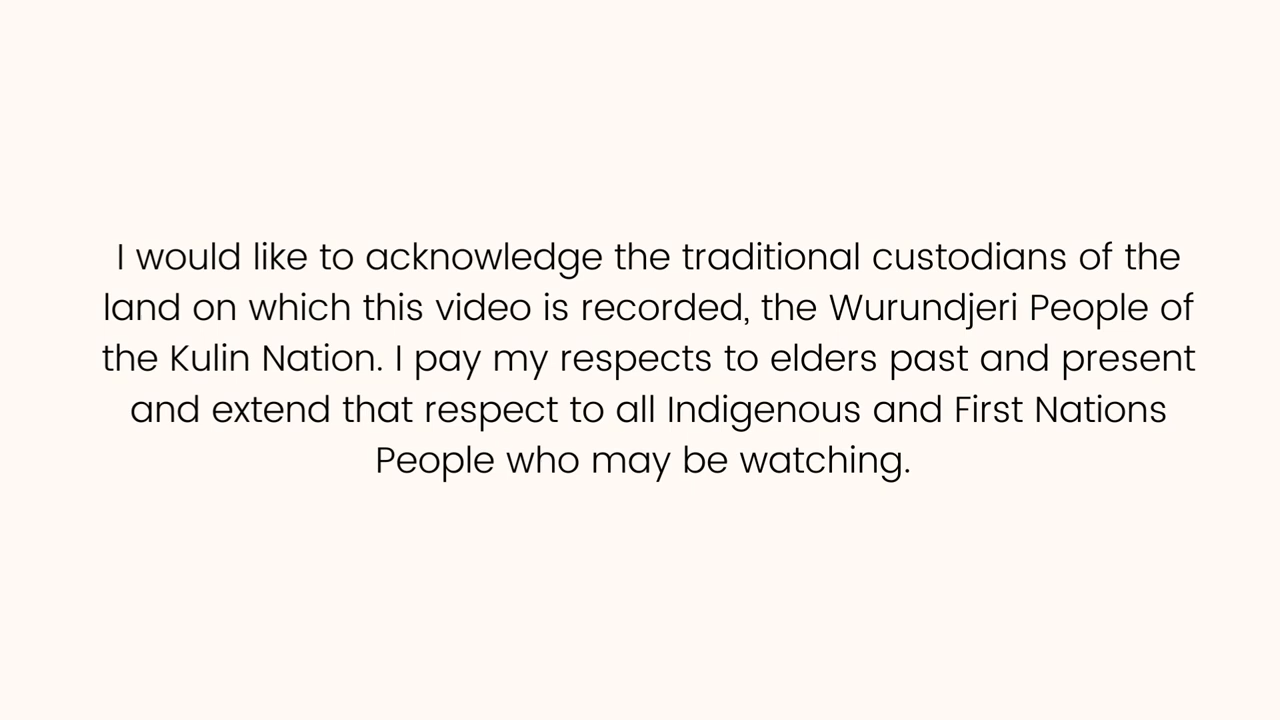 I would like to acknowledge the traditional custodians of the
land on which this video is recorded, the Wurundjeri People of
the Kulin Nation. I pay my respects to elders past and present
and extend that respect to all Indigenous and First Nations
People who may be watching.